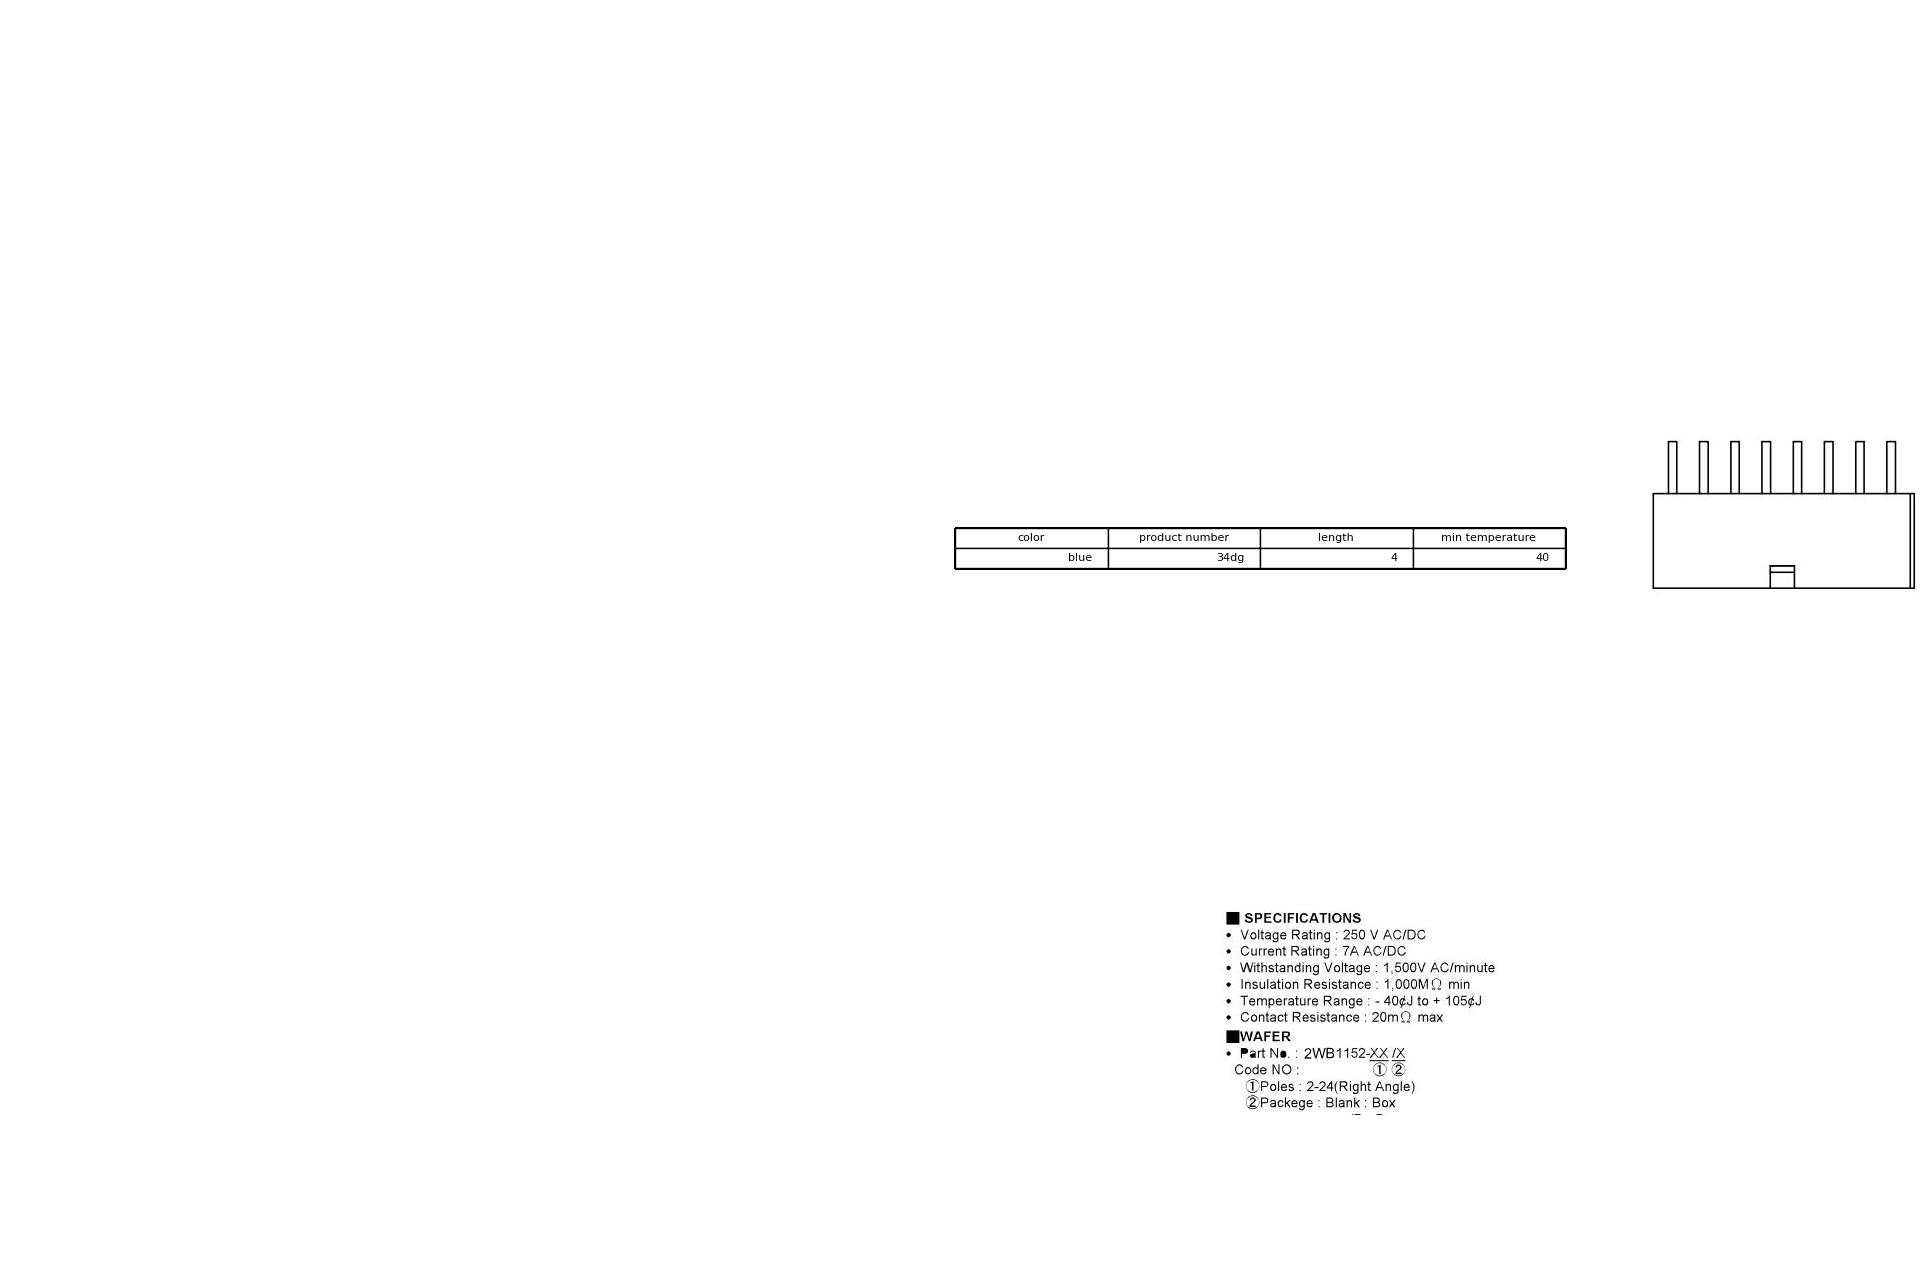 color product number length min temperature
blue 34dg 4 40
■ SPECIFICATIONS
• Voltage Rating : 250 V AC/DC
• Current Rating : 7A AC/DC
• Withstanding Voltage : 1,500V AC/minute
• Insulation Resistance : 1,000MΩ min
• Temperature Range : - 40¢J to + 105¢J
• Contact Resistance : 20mΩ max
■WAFER
• Part No. : 2WB1152-XX /X
Code NO : ① ②
①Poles : 2-24(Right Angle)
②Packege : Blank : Box